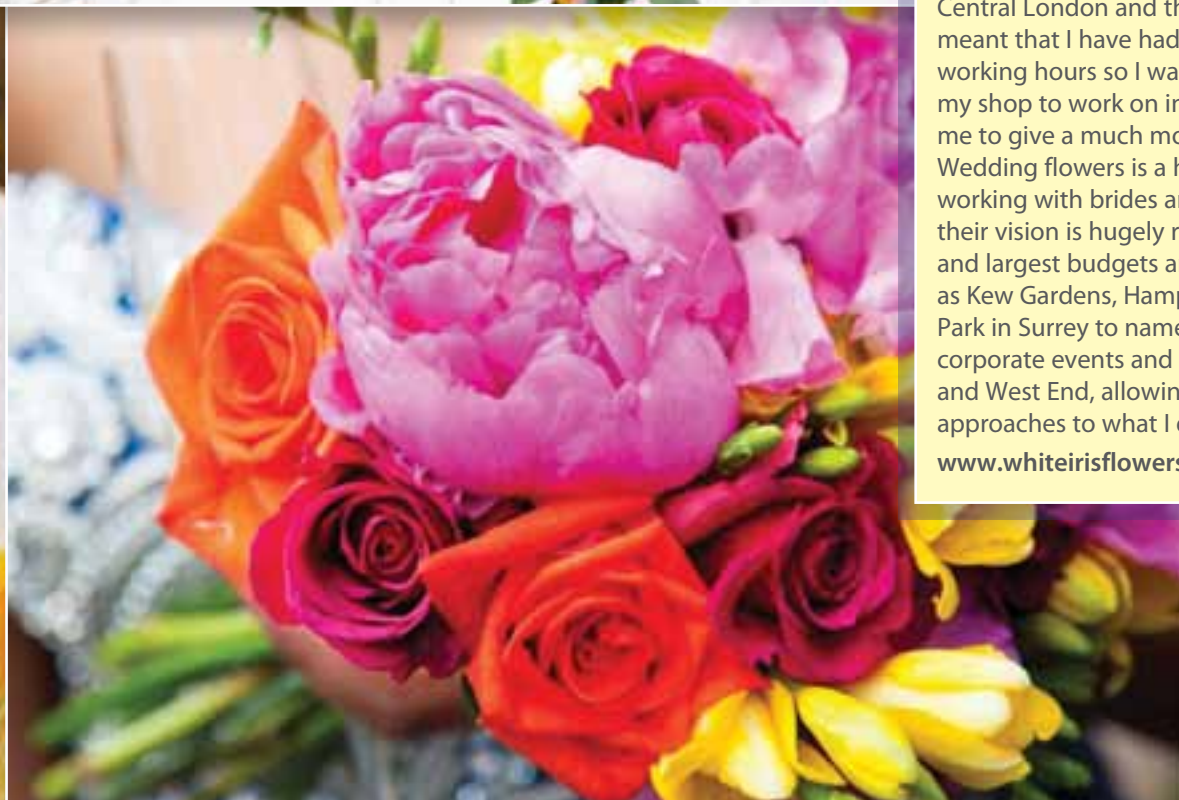 Central London and th
meant that I have had
working hours so I wa
my shop to work on in
me to give a much mo
Wedding flowers is a h
working with brides an
their vision is hugely r
and largest budgets a
as Kew Gardens, Hamp
Park in Surrey to name
corporate events and
and West End, allowin
approaches to what I
www.whiteirisflowers